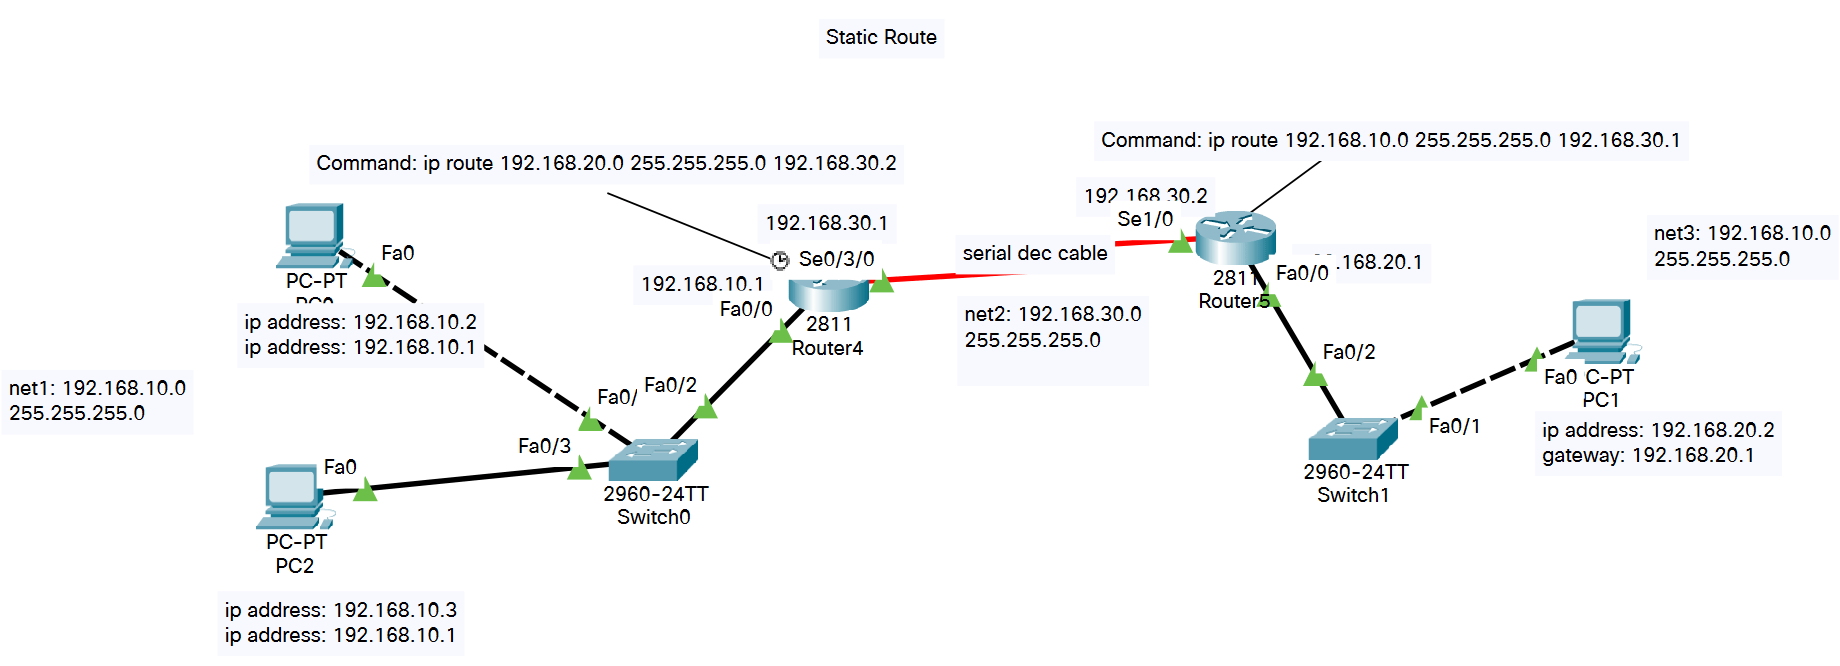 Static Route
Command: ip route 192.168.10.0 255.255.255.0 192.168.30.1
Command: ip route 192.168.20.0 255.255.255.0 192.168.30.2
192.168.30.2
Se1/0
192.168.30.1
Se0/3/0
serial dec cable
net3: 192.168.10.0
255.255.255.0
Fa0
PC-PT
192.168.10.1
Fa0/0
2811
Router4
2811
Router5
Fa0/0
.168.20.1
ip address: 192.168.10.2
ip address: 192.168.10.1
net2: 192.168.30.0
255.255.255.0
net1: 192.168.10.0
255.255.255.0
Fa0/
Fa0/2
Fa0/2
Fa0
C-PT
PC1
Fa0/1
ip address: 192.168.20.2
gateway: 192.168.20.1
Fa0/3
Fa0
2960-24TT
Switch0
2960-24TT
Switch1
PC-PT
PC2
ip address: 192.168.10.3
ip address: 192.168.10.1